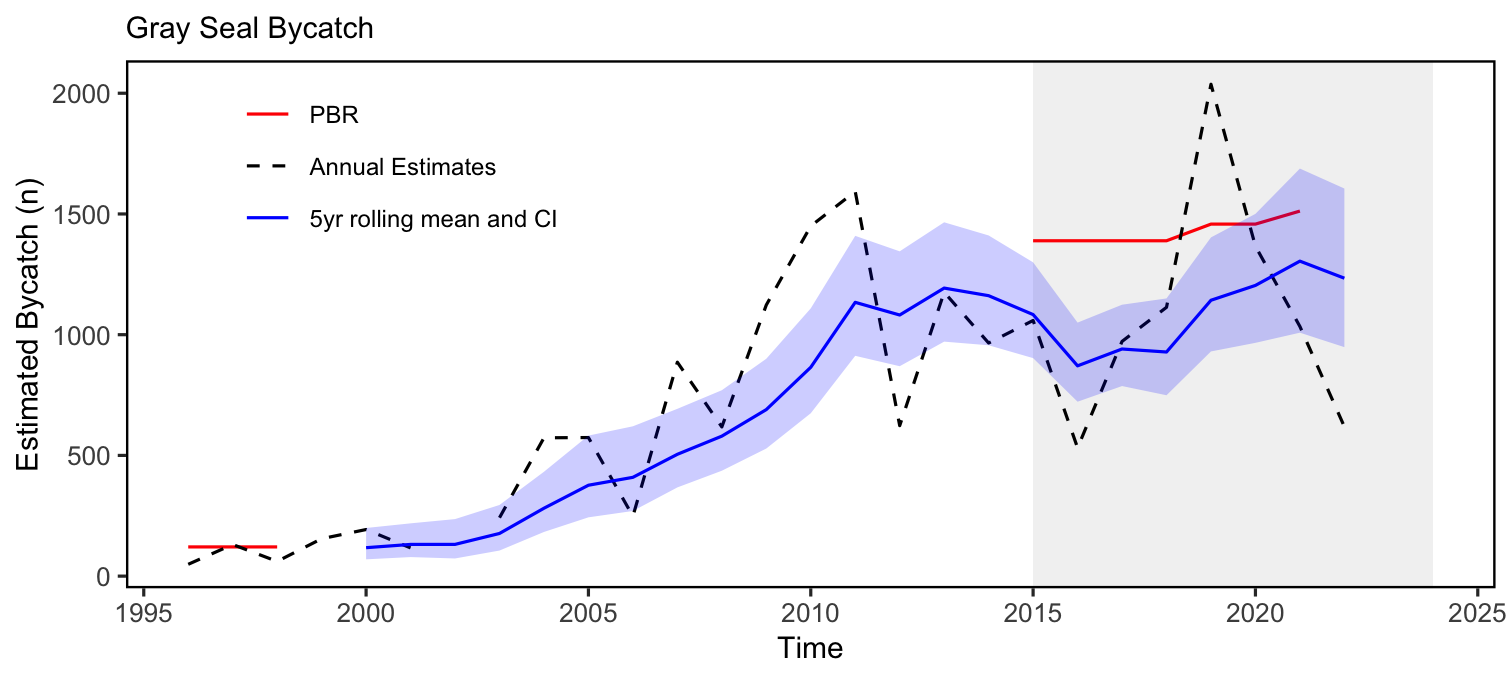 Gray Seal Bycatch
2000
1500
1000
500
0
Estimated Bycatch (n)
PBR
Annual Estimates
5yr rolling mean and CI
1995 2000 2005 2010 2015 2020 2025
Time